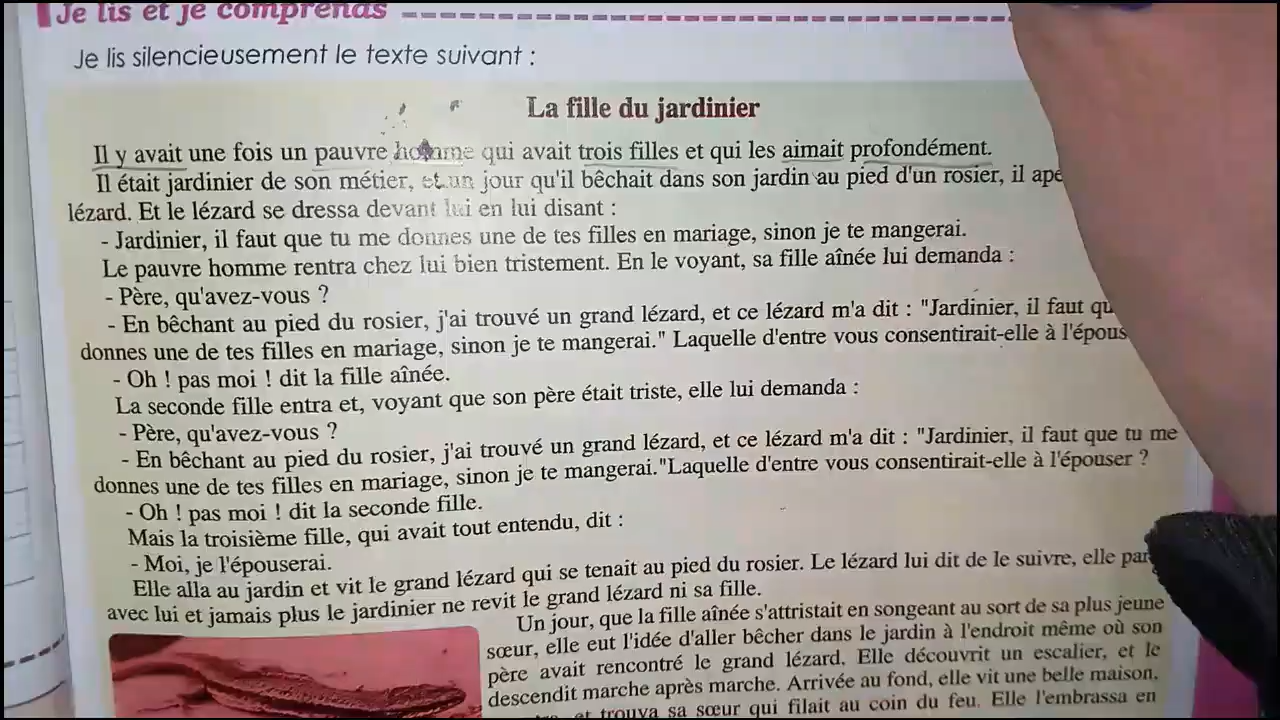 Je lis et je comprends
Je lis silencieusement le texte suivant :
La fille du jardinier
Il y avait une fois un pauvre homme qui avait trois filles et qui les aimait profondément.
Il était jardinier de son métier, et un jour qu'il bêchait dans son jardin au pied d'un rosier, il
lézard. Et le lézard se dressa devant lui en lui disant :
- Jardinier, il faut que tu me donnes une de tes filles en mariage, sinon je te mangerai.
Le pauvre homme rentra chez lui bien tristement. En le voyant, sa fille aînée lui demanda :
- Père, qu'avez-vous ?
- En bêchant au pied du rosier, j'ai trouvé un grand lézard, et ce lézard m'a dit : "Jardinier, il faut
donnes une de tes filles en mariage, sinon je te mangerai." Laquelle d'entre vous consentirait-elle à
- Oh ! pas moi ! dit la fille aînée.
La seconde fille entra et, voyant que son père était triste, elle lui demanda :
- Père, qu'avez-vous ?
- En bêchant au pied du rosier, j'ai trouvé un grand lézard, et ce lézard m'a dit : "Jardinier, il faut que tu me
donnes une de tes filles en mariage, sinon je te mangerai."Laquelle d'entre vous consentirait-elle à l'épouser ?
- Oh ! pas moi ! dit la seconde fille.
Mais la troisième fille, qui avait tout entendu, dit :
- Moi, je l'épouserai.
Elle alla au jardin et vit le grand lézard qui se tenait au pied du rosier. Le lézard lui dit de le suivre, elle
avec lui et jamais plus le jardinier ne revit le grand lézard ni sa fille.
Un jour, que la fille aînée s'attristait en songeant au sort de sa plus jeune
sœur, elle eut l'idée d'aller bêcher dans le jardin à l'endroit même où son
père avait rencontré le grand lézard. Elle découvrit un escalier, et le
descendit marche après marche. Arrivée au fond, elle vit une belle maison,
et trouva sa sœur qui filait au coin du feu. Elle l'embrassa en